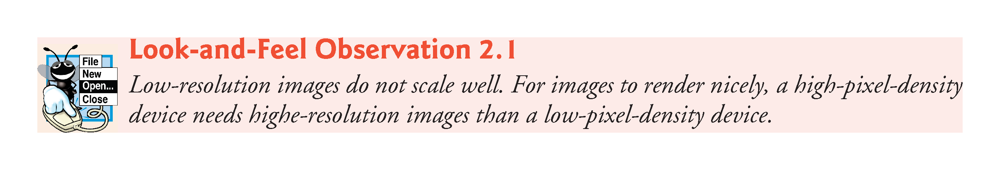 Look-and-Feel Observation 2.1
File
New
Open...
Close
Low-resolution images do not scale well. For images to render nicely, a high-pixel-density
device needs highe-resolution images than a low-pixel-density device.